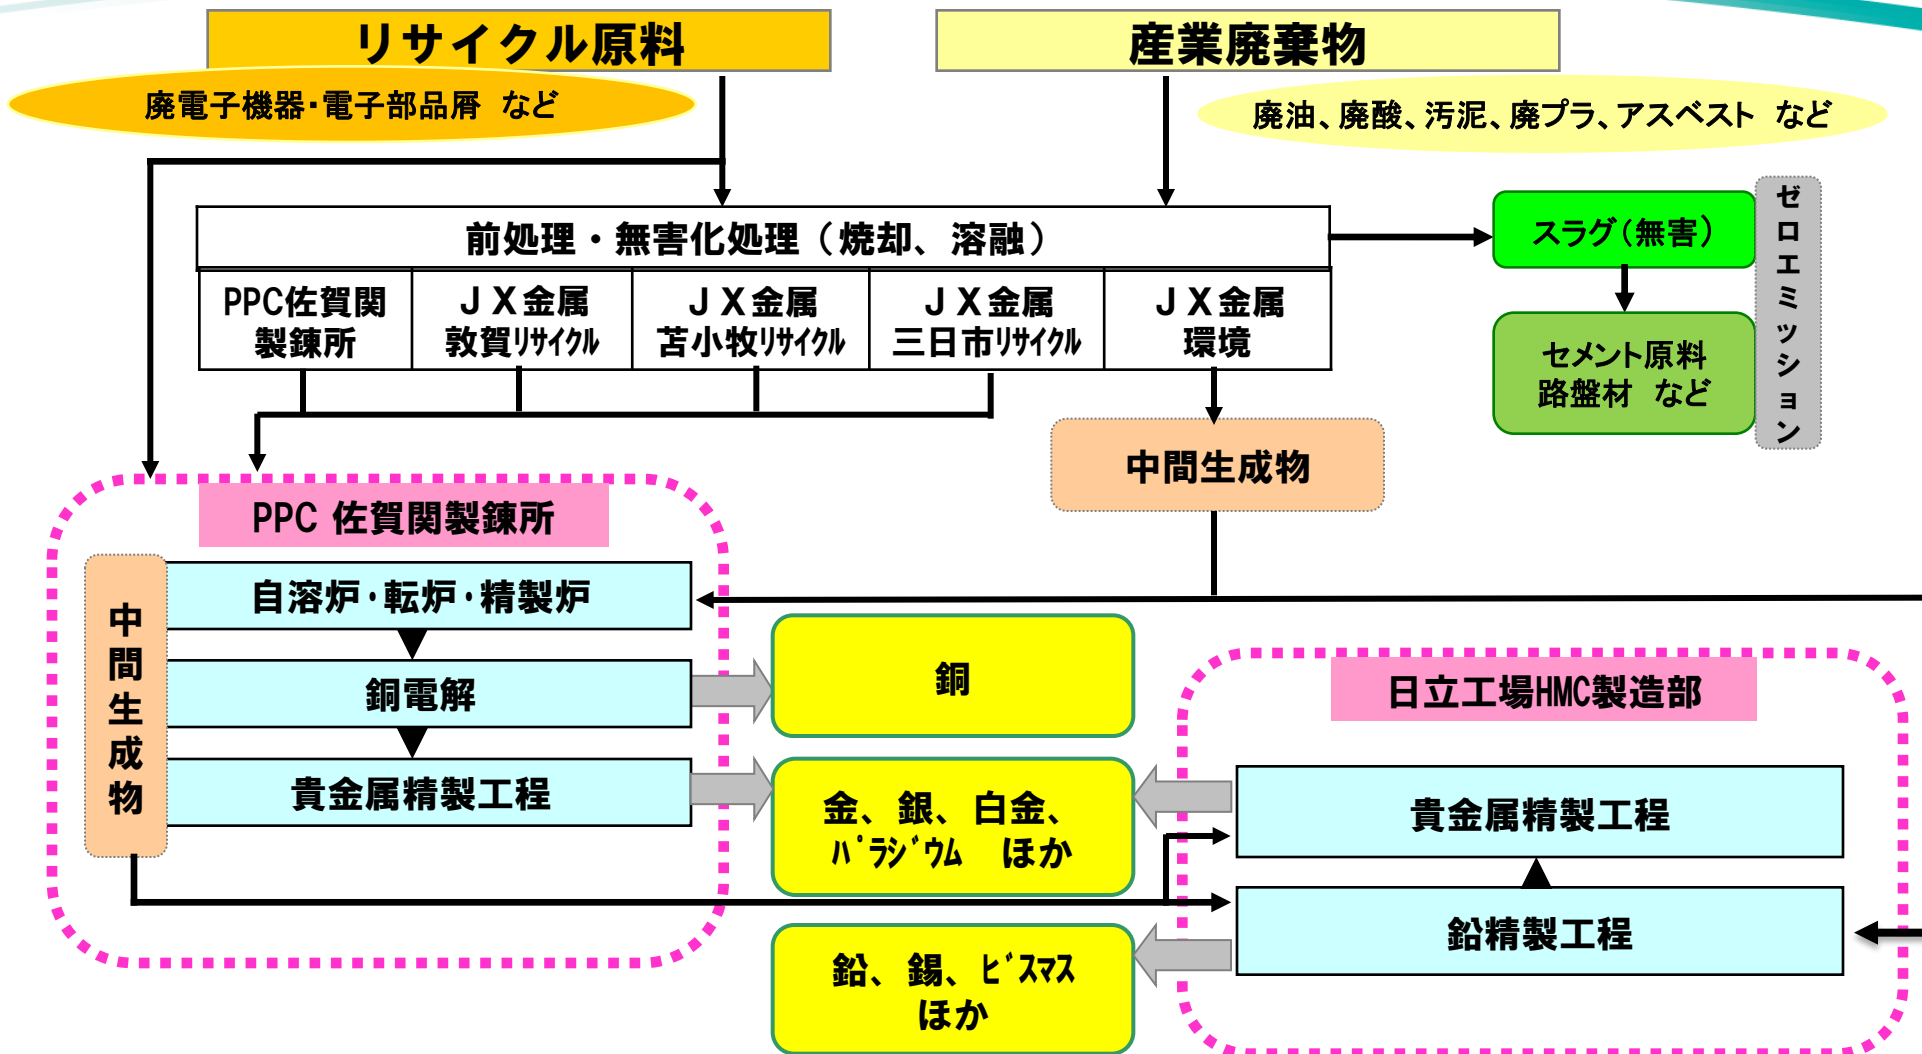 リサイクル原料
産業廃棄物
廃電子機器・電子部品屑 など
廃油、廃酸、汚泥、廃プラ、アスベスト など
前処理・無害化処理（焼却、溶融）
PPC佐賀関
製錬所
ＪＸ金属
敦賀ﾘｻｲｸﾙ
ＪＸ金属
苫小牧ﾘｻｲｸﾙ
ＪＸ金属
三日市ﾘｻｲｸﾙ
ＪＸ金属
環境
スラグ（無害）
セメント原料
路盤材 など
ゼロエミッション
中間生成物
PPC 佐賀関製錬所
中間生成物
自溶炉・転炉・精製炉
銅電解
貴金属精製工程
銅
金、銀、白金、
ﾊﾟﾗｼﾞｳﾑ ほか
鉛、錫、ﾋﾞｽﾏｽ
ほか
日立工場HMC製造部
貴金属精製工程
鉛精製工程